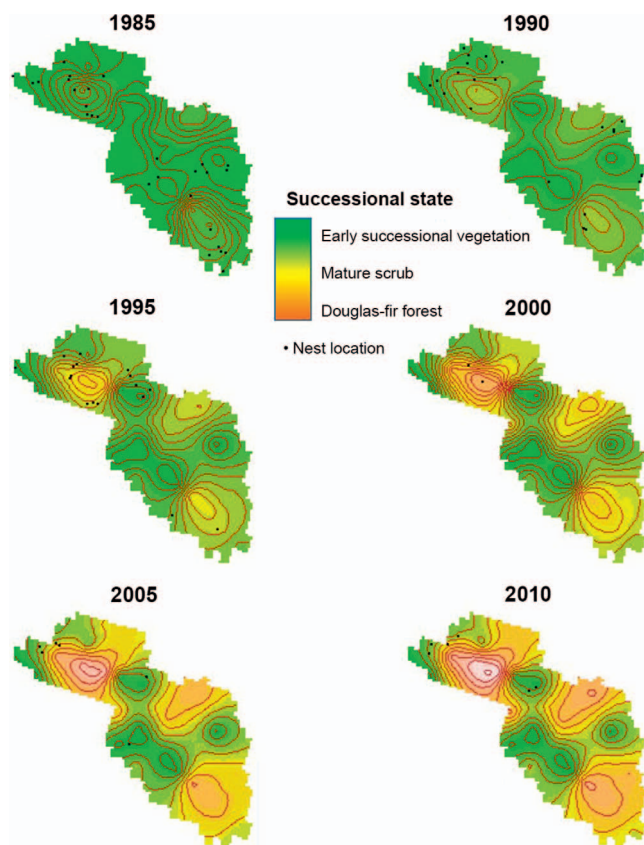 1985
1990
Successional state
Early successional vegetation
Mature scrub
Douglas-fir forest
• Nest location
1995
2000
2005
2010